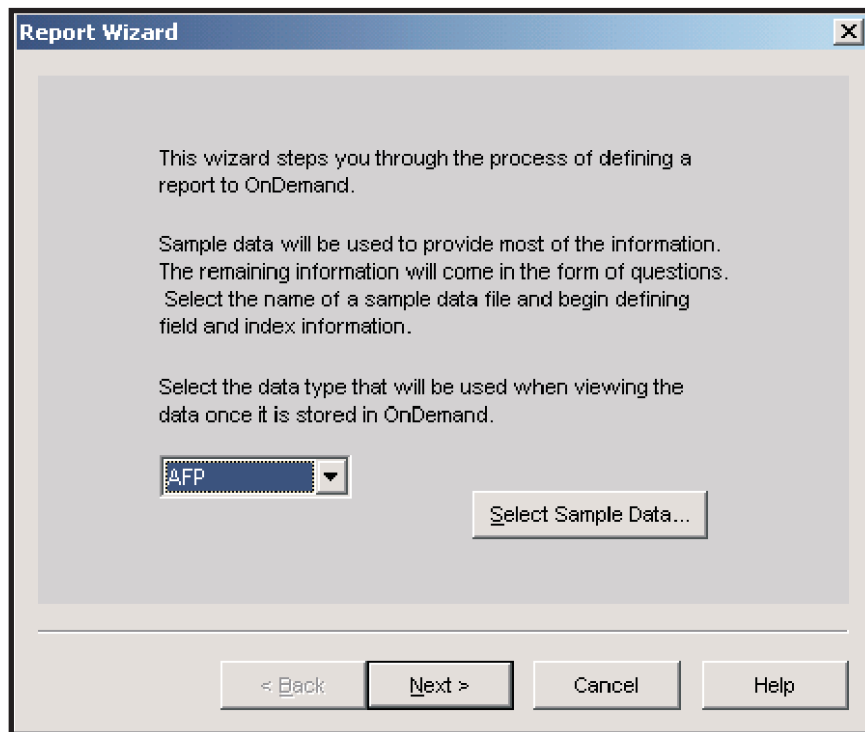 Report Wizard
This wizard steps you through the process of defining a
report to OnDemand.
Sample data will be used to provide most of the information.
The remaining information will come in the form of questions.
Select the name of a sample data file and begin defining
field and index information.
Select the data type that will be used when viewing the
data once it is stored in OnDemand.
AFP
Select Sample Data...
< Back
Next >
Cancel
Help